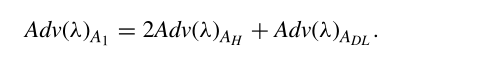 Adv(λ)_{A_1} = 2Adv(λ)_{A_H} + Adv(λ)_{A_{DL}}.